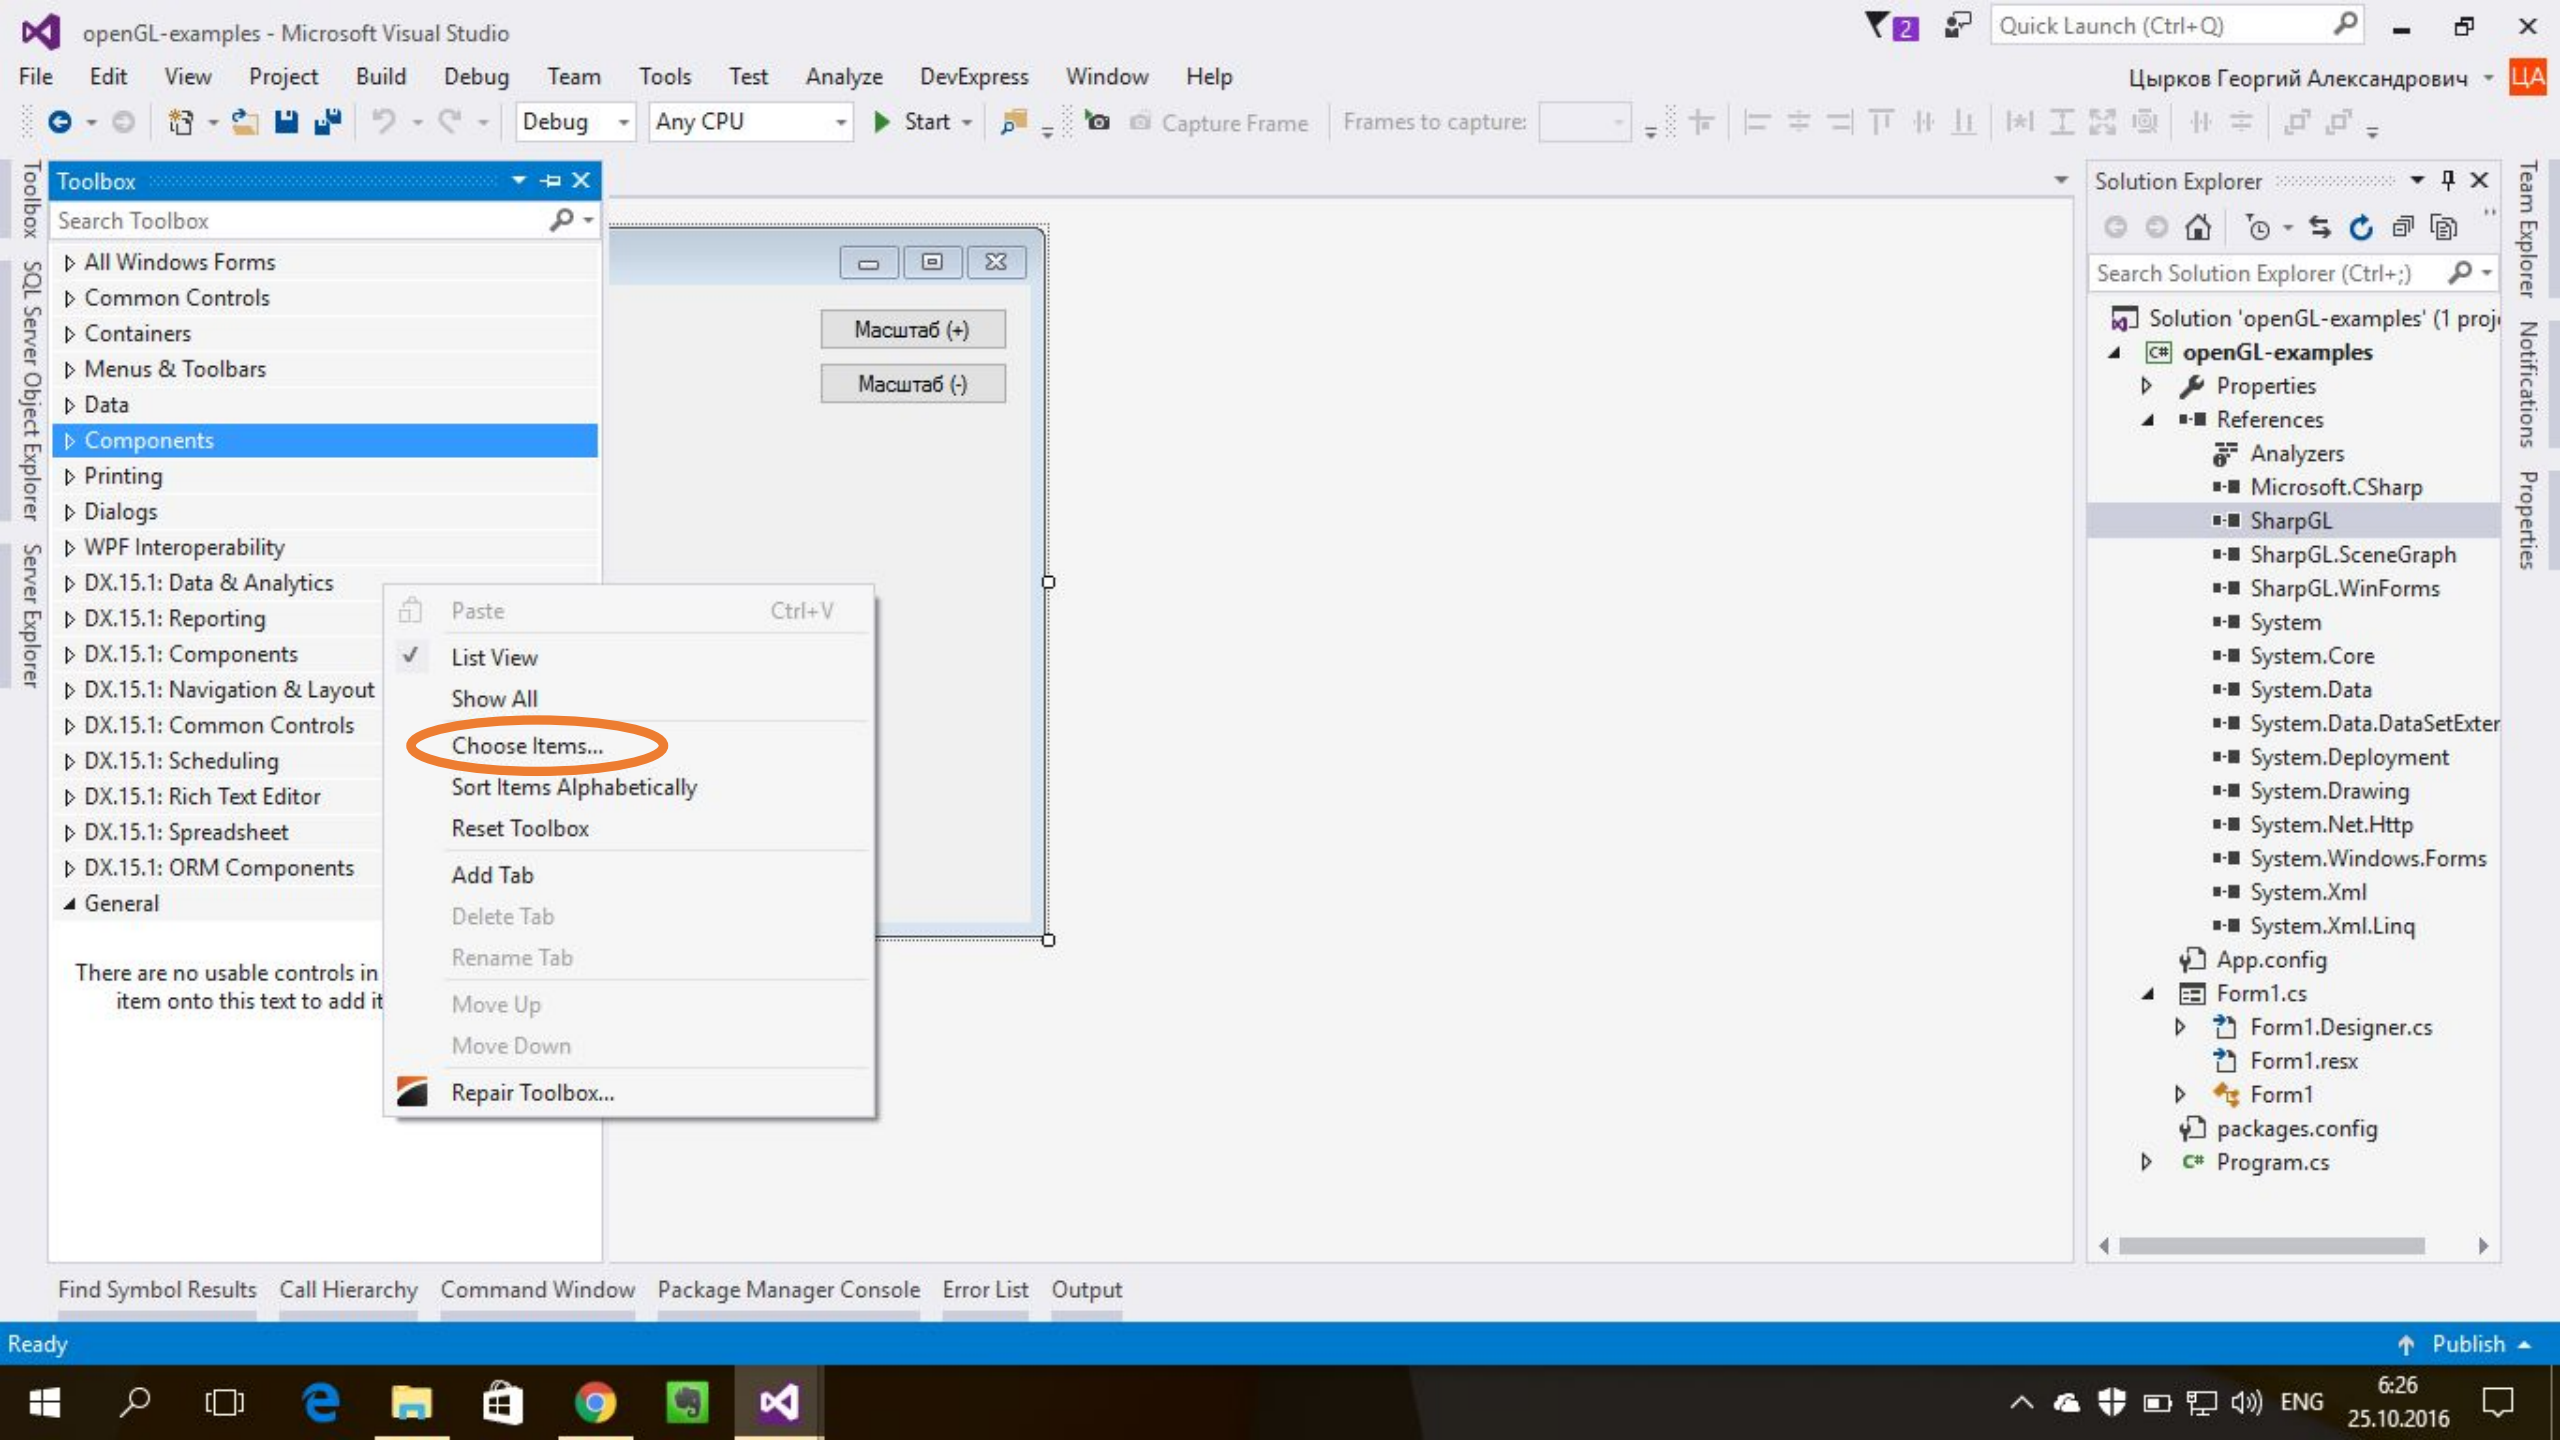 openGL-examples - Microsoft Visual Studio
2
Quick Launch (Ctrl+Q)
File Edit View Project Build Debug Team Tools Test Analyze DevExpress Window Help
Цырков Георгий Александрович
ЦА
Debug Any CPU Start Capture Frame Frames to capture:
Toolbox
SQL Server Object Explorer
Server Explorer
Toolbox
Search Toolbox
All Windows Forms
Common Controls
Containers
Menus & Toolbars
Data
Components
Printing
Dialogs
WPF Interoperability
DX.15.1: Data & Analytics
DX.15.1: Reporting
DX.15.1: Components
DX.15.1: Navigation & Layout
DX.15.1: Common Controls
DX.15.1: Scheduling
DX.15.1: Rich Text Editor
DX.15.1: Spreadsheet
DX.15.1: ORM Components
General
There are no usable controls in
item onto this text to add it
Paste Ctrl+V
List View
Show All
Choose Items...
Sort Items Alphabetically
Reset Toolbox
Add Tab
Delete Tab
Rename Tab
Move Up
Move Down
Repair Toolbox...
Масштаб (+)
Масштаб (-)
Solution Explorer
Search Solution Explorer (Ctrl+;)
Solution 'openGL-examples' (1 proj
C# openGL-examples
Properties
References
Analyzers
Microsoft.CSharp
SharpGL
SharpGL.SceneGraph
SharpGL.WinForms
System
System.Core
System.Data
System.Data.DataSetExter
System.Deployment
System.Drawing
System.Net.Http
System.Windows.Forms
System.Xml
System.Xml.Linq
App.config
Form1.cs
Form1.Designer.cs
Form1.resx
Form1
packages.config
C# Program.cs
Team Explorer
Notifications
Properties
Find Symbol Results Call Hierarchy Command Window Package Manager Console Error List Output
Ready
Publish
ENG
6:26
25.10.2016